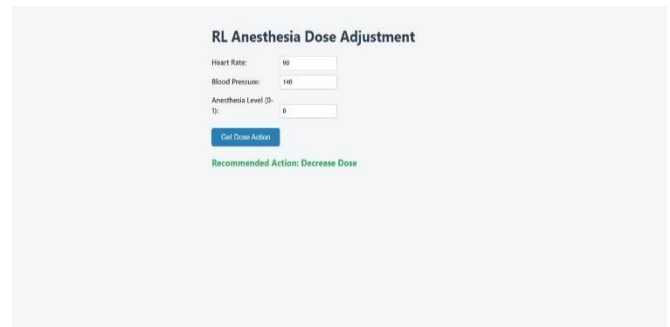 RL Anesthesia Dose Adjustment
Heart Rate: 98
Blood Pressure: 140
Anesthesia Level (0-
1): 0
Get Dose Action
Recommended Action: Decrease Dose